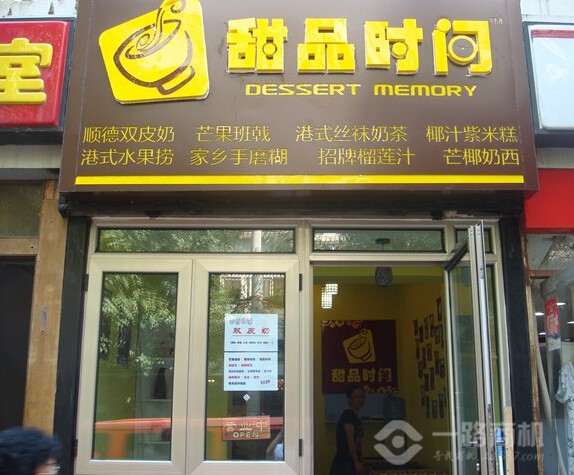 甜品时间™
DESSERT MEMORY
顺德双皮奶 芒果班戟 港式丝袜奶茶 椰汁紫米糕
港式水果捞 家乡手磨糊 招牌榴莲汁 芒椰奶西
室
双皮奶
甜品时间
营业中
OPEN
一路商机